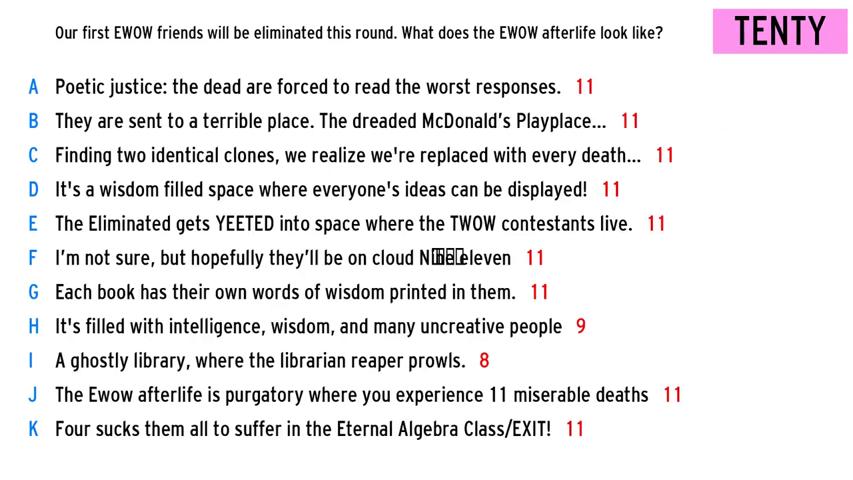 Our first EWOW friends will be eliminated this round. What does the EWOW afterlife look like?
TENTY
A Poetic justice: the dead are forced to read the worst responses. 11
B They are sent to a terrible place. The dreaded McDonald's Playplace... 11
C Finding two identical clones, we realize we're replaced with every death... 11
D It's a wisdom filled space where everyone's ideas can be displayed! 11
E The Eliminated gets YEETED into space where the TWOW contestants live. 11
F I’m not sure, but hopefully they’ll be on cloud eleven 11
G Each book has their own words of wisdom printed in them. 11
H It's filled with intelligence, wisdom, and many uncreative people 9
I A ghostly library, where the librarian reaper prowls. 8
J The Ewow afterlife is purgatory where you experience 11 miserable deaths 11
K Four sucks them all to suffer in the Eternal Algebra Class/EXIT! 11